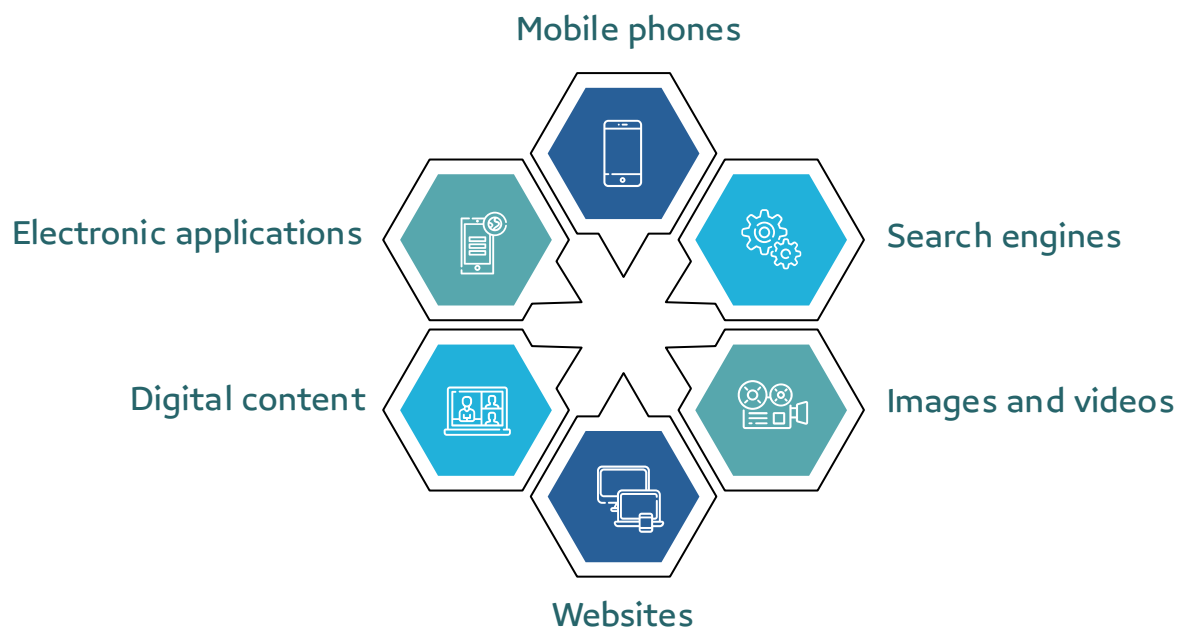 Mobile phones
Electronic applications
Search engines
Digital content
Images and videos
Websites